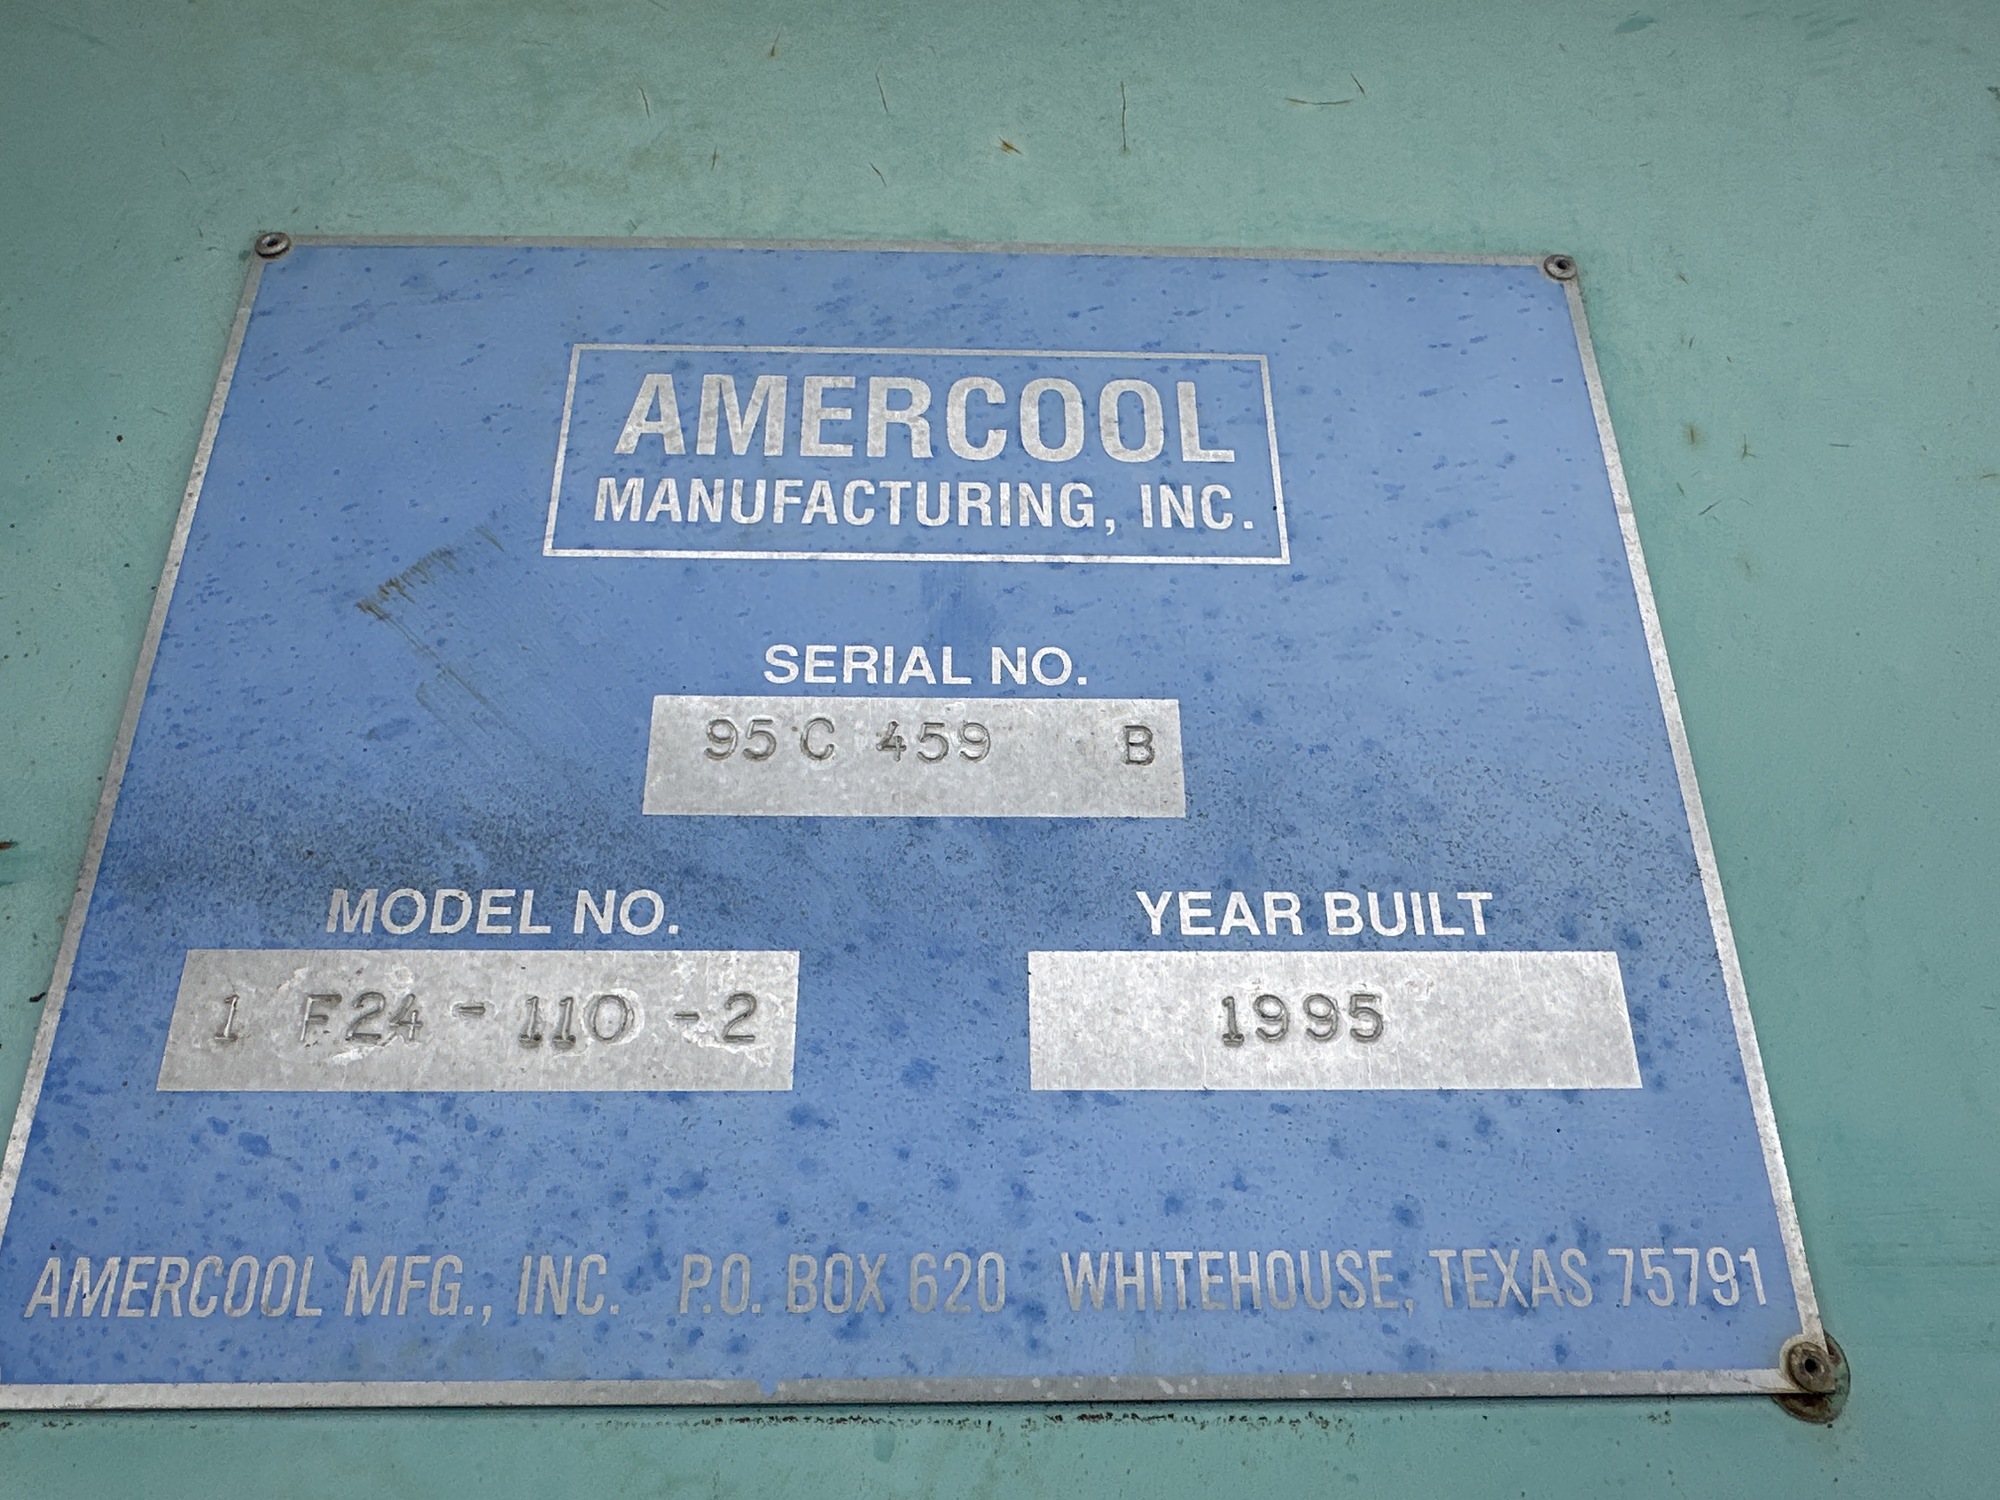 AMERCOOL
MANUFACTURING, INC.
SERIAL NO.
95 C 459 B
MODEL NO.
YEAR BUILT
1 F24 - 110 - 2
1995
AMERCOOL MFG., INC. P.O. BOX 620 WHITEHOUSE, TEXAS 75791